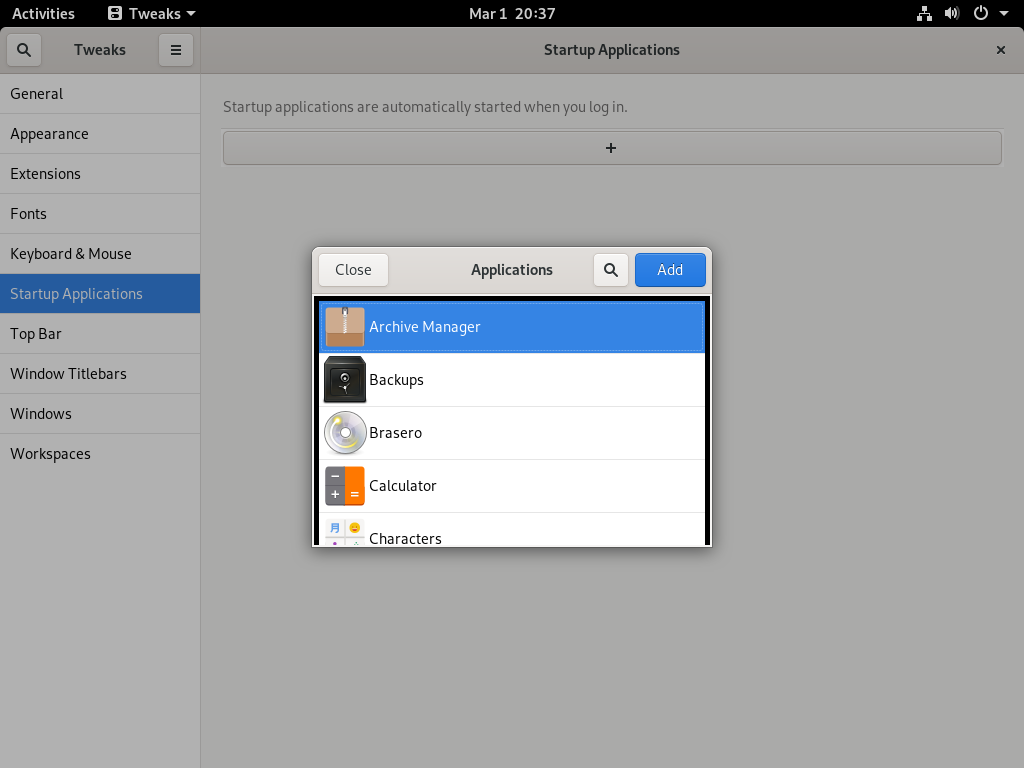 Activities Tweaks Mar 1 20:37
Tweaks Startup Applications
General
Appearance
Extensions
Fonts
Keyboard & Mouse
Startup Applications
Top Bar
Window Titlebars
Windows
Workspaces
Startup applications are automatically started when you log in.
+
Close Applications Add
Archive Manager
Backups
Brasero
Calculator
Characters